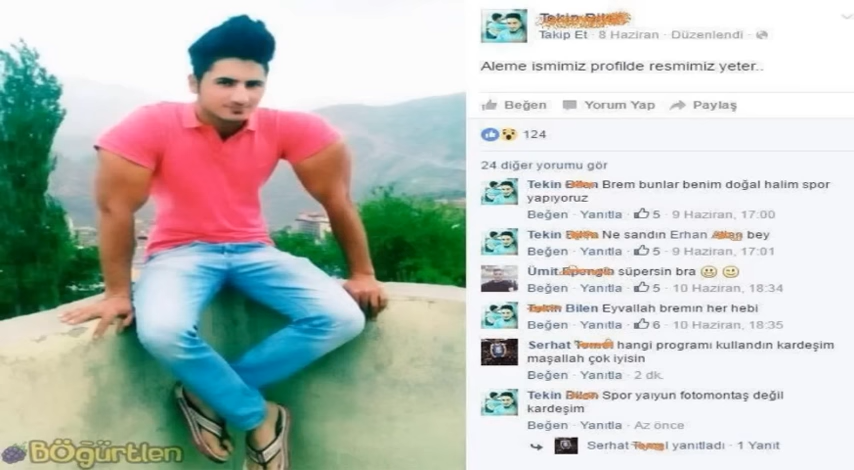 Tekin Bilen
Takip Et · 8 Haziran · Düzenlendi ·
Aleme ismimiz profilde resmimiz yeter..
Beğen Yorum Yap Paylaş
124
24 diğer yorumu gör
Tekin Bilen Brem bunlar benim doğal halim spor
yapıyoruz
Beğen · Yanıtla · 5 · 9 Haziran, 17:00
Tekin Bilen Ne sandın Erhan bey
Beğen · Yanıtla · 5 · 9 Haziran, 17:01
Ümit süpersin bra
Beğen · Yanıtla · 5 · 10 Haziran, 18:34
Tekin Bilen Eyvallah bremin her hebi
Beğen · Yanıtla · 6 · 10 Haziran, 18:35
Serhat hangi programı kullandın kardeşim
maşallah çok iyisin
Beğen · Yanıtla · 2 dk.
Tekin Bilen Spor yaıyun fotomontaş değil
kardeşim
Beğen · Yanıtla · Az önce
Serhat yanıtladı · 1 Yanıt
BÖğürtlen